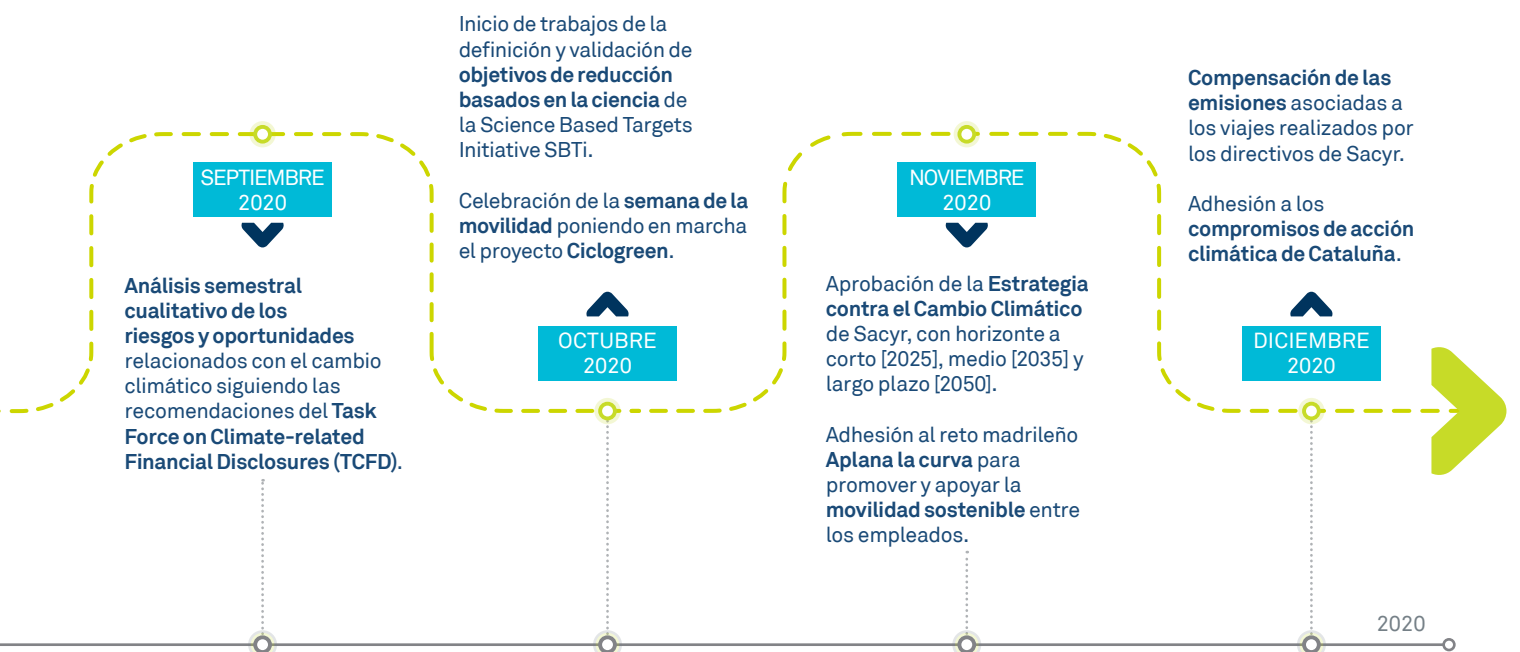 SEPTIEMBRE
2020
Análisis semestral
cualitativo de los
riesgos y oportunidades
relacionados con el cambio
climático siguiendo las
recomendaciones del Task
Force on Climate-related
Financial Disclosures (TCFD).
Inicio de trabajos de la
definición y validación de
objetivos de reducción
basados en la ciencia de
la Science Based Targets
Initiative SBTi.
Celebración de la semana de la
movilidad poniendo en marcha
el proyecto Ciclogreen.
OCTUBRE
2020
NOVIEMBRE
2020
Aprobación de la Estrategia
contra el Cambio Climático
de Sacyr, con horizonte a
corto [2025], medio [2035] y
largo plazo [2050].
Adhesión al reto madrileño
Aplana la curva para
promover y apoyar la
movilidad sostenible entre
los empleados.
Compensación de las
emisiones asociadas a
los viajes realizados por
los directivos de Sacyr.
Adhesión a los
compromisos de acción
climática de Cataluña.
DICIEMBRE
2020
2020